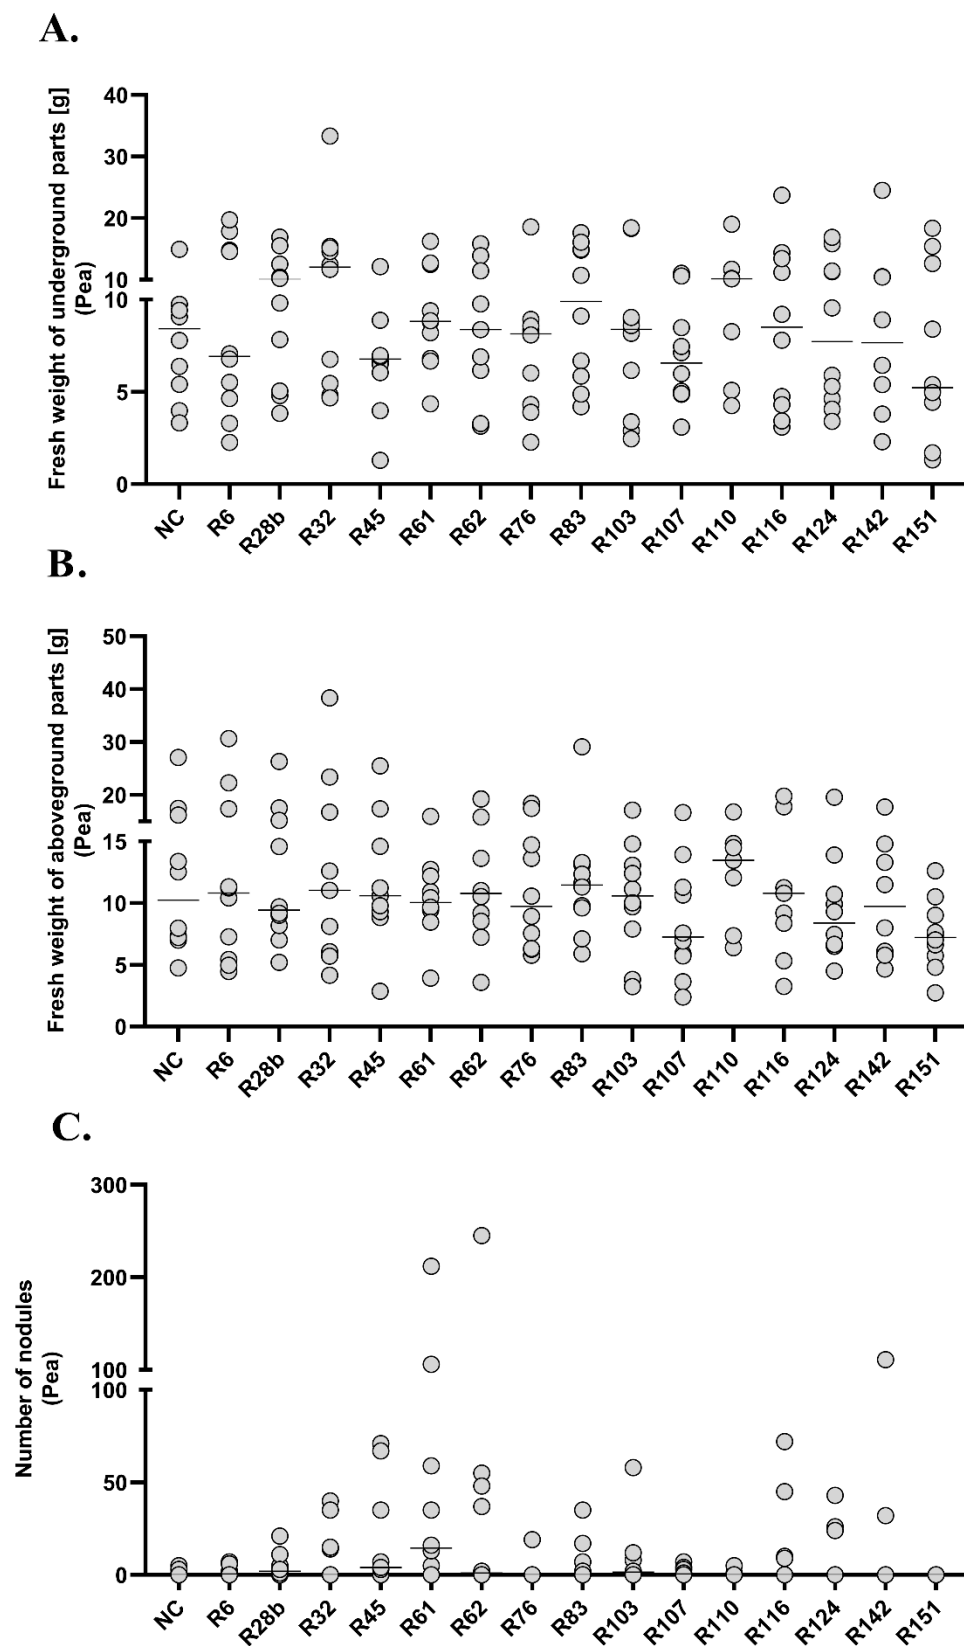 A.
Fresh weight of underground parts [g]
(Pea)
40
30
20
10
10
5
0
NC R6 R28b R32 R45 R61 R62 R76 R83 R103 R107 R110 R116 R124 R142 R151
B.
Fresh weight of aboveground parts [g]
(Pea)
50
40
30
20
15
10
5
0
NC R6 R28b R32 R45 R61 R62 R76 R83 R103 R107 R110 R116 R124 R142 R151
C.
Number of nodules
(Pea)
300
200
100
100
50
0
NC R6 R28b R32 R45 R61 R62 R76 R83 R103 R107 R110 R116 R124 R142 R151